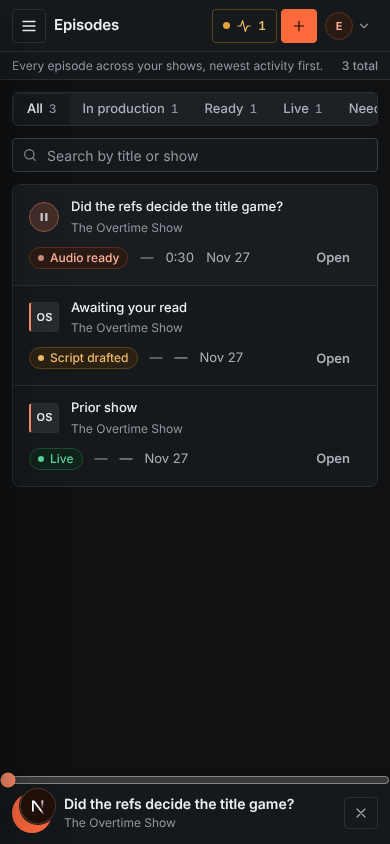 Episodes
1
E
Every episode across your shows, newest activity first. 3 total
All 3 In production 1 Ready 1 Live 1 Need
Search by title or show
Did the refs decide the title game?
The Overtime Show
Audio ready — 0:30 Nov 27 Open
OS
Awaiting your read
The Overtime Show
Script drafted — — Nov 27 Open
OS
Prior show
The Overtime Show
Live — — Nov 27 Open
N
Did the refs decide the title game?
The Overtime Show